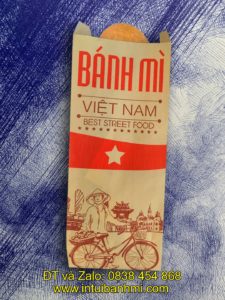 BÁNH MÌ
VIỆT NAM
BEST STREET FOOD
ĐT và Zalo: 0838 454 868
www.intuibanhmi.com